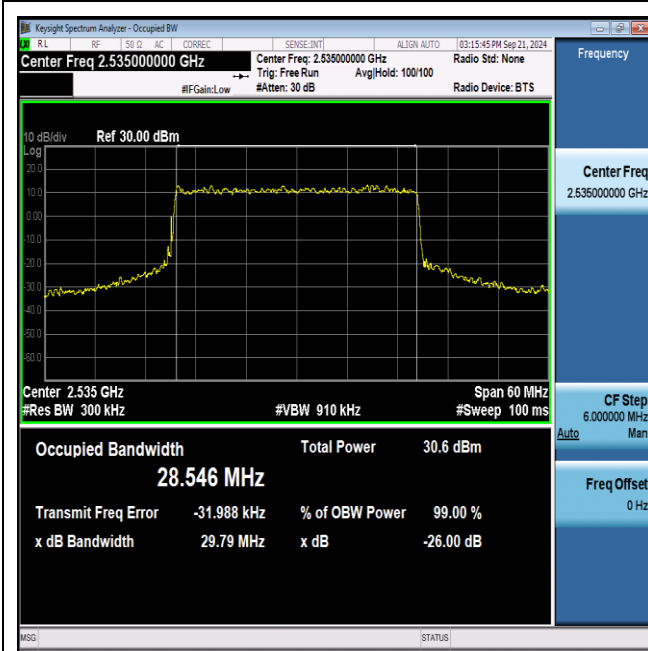 Keysight Spectrum Analyzer - Occupied BW
RL RF 50 Ω AC CORREC SENSE:INT ALIGN AUTO 03:15:45 PM Sep 21, 2024
Center Freq 2.535000000 GHz
Center Freq: 2.535000000 GHz
Radio Std: None
Trig: Free Run Avg|Hold: 100/100
#IFGain:Low
#Atten: 30 dB
Radio Device: BTS
Frequency
10 dB/div Ref 30.00 dBm
Log
20.0
10.0
0.00
-10.0
-20.0
-30.0
-40.0
-50.0
-60.0
Center 2.535 GHz Span 60 MHz
#Res BW 300 kHz #VBW 910 kHz #Sweep 100 ms
Occupied Bandwidth Total Power 30.6 dBm
28.546 MHz
Transmit Freq Error -31.988 kHz % of OBW Power 99.00 %
x dB Bandwidth 29.79 MHz x dB -26.00 dB
Center Freq
2.535000000 GHz
CF Step
6.000000 MHz
Auto Man
Freq Offset
0 Hz
MSG STATUS